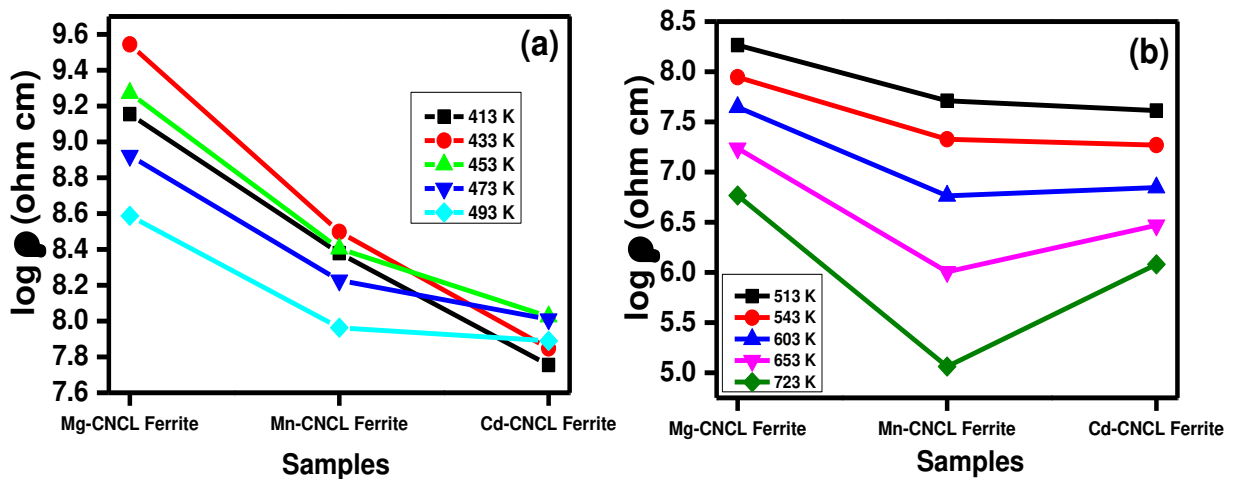 (a)
9.6
9.4
9.2
9.0
8.8
8.6
8.4
8.2
8.0
7.8
7.6
log (ohm cm)
413 K
433 K
453 K
473 K
493 K
Mg-CNCL Ferrite Mn-CNCL Ferrite Cd-CNCL Ferrite
Samples
(b)
8.5
8.0
7.5
7.0
6.5
6.0
5.5
5.0
log (ohm cm)
513 K
543 K
603 K
653 K
723 K
Mg-CNCL Ferrite Mn-CNCL Ferrite Cd-CNCL Ferrite
Samples